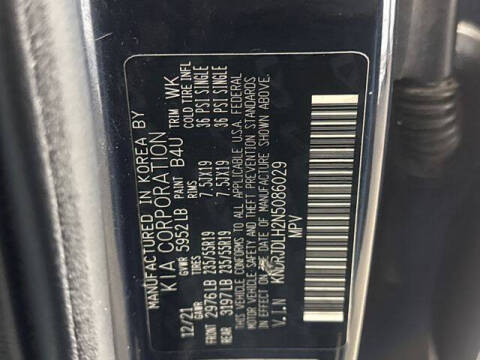 MANUFACTURED IN KOREA BY
KIA CORPORATION
12/21 GVWR 5952LB PAINT B4U WK
GAWR TIRES RIMS COLD TIRE INFL
FRONT 2976LB 235/55R19 7.5JX19 36 PSI SINGLE
REAR 3197LB 235/55R19 7.5JX19 36 PSI SINGLE
THIS VEHICLE CONFORMS TO ALL APPLICABLE U.S.A. FEDERAL
MOTOR VEHICLE SAFETY AND THEFT PREVENTION
STANDARDS IN EFFECT ON THE DATE OF MANUFACTURE SHOWN ABOVE.
V.I.N KNDRJDLH2N5086029
MPV